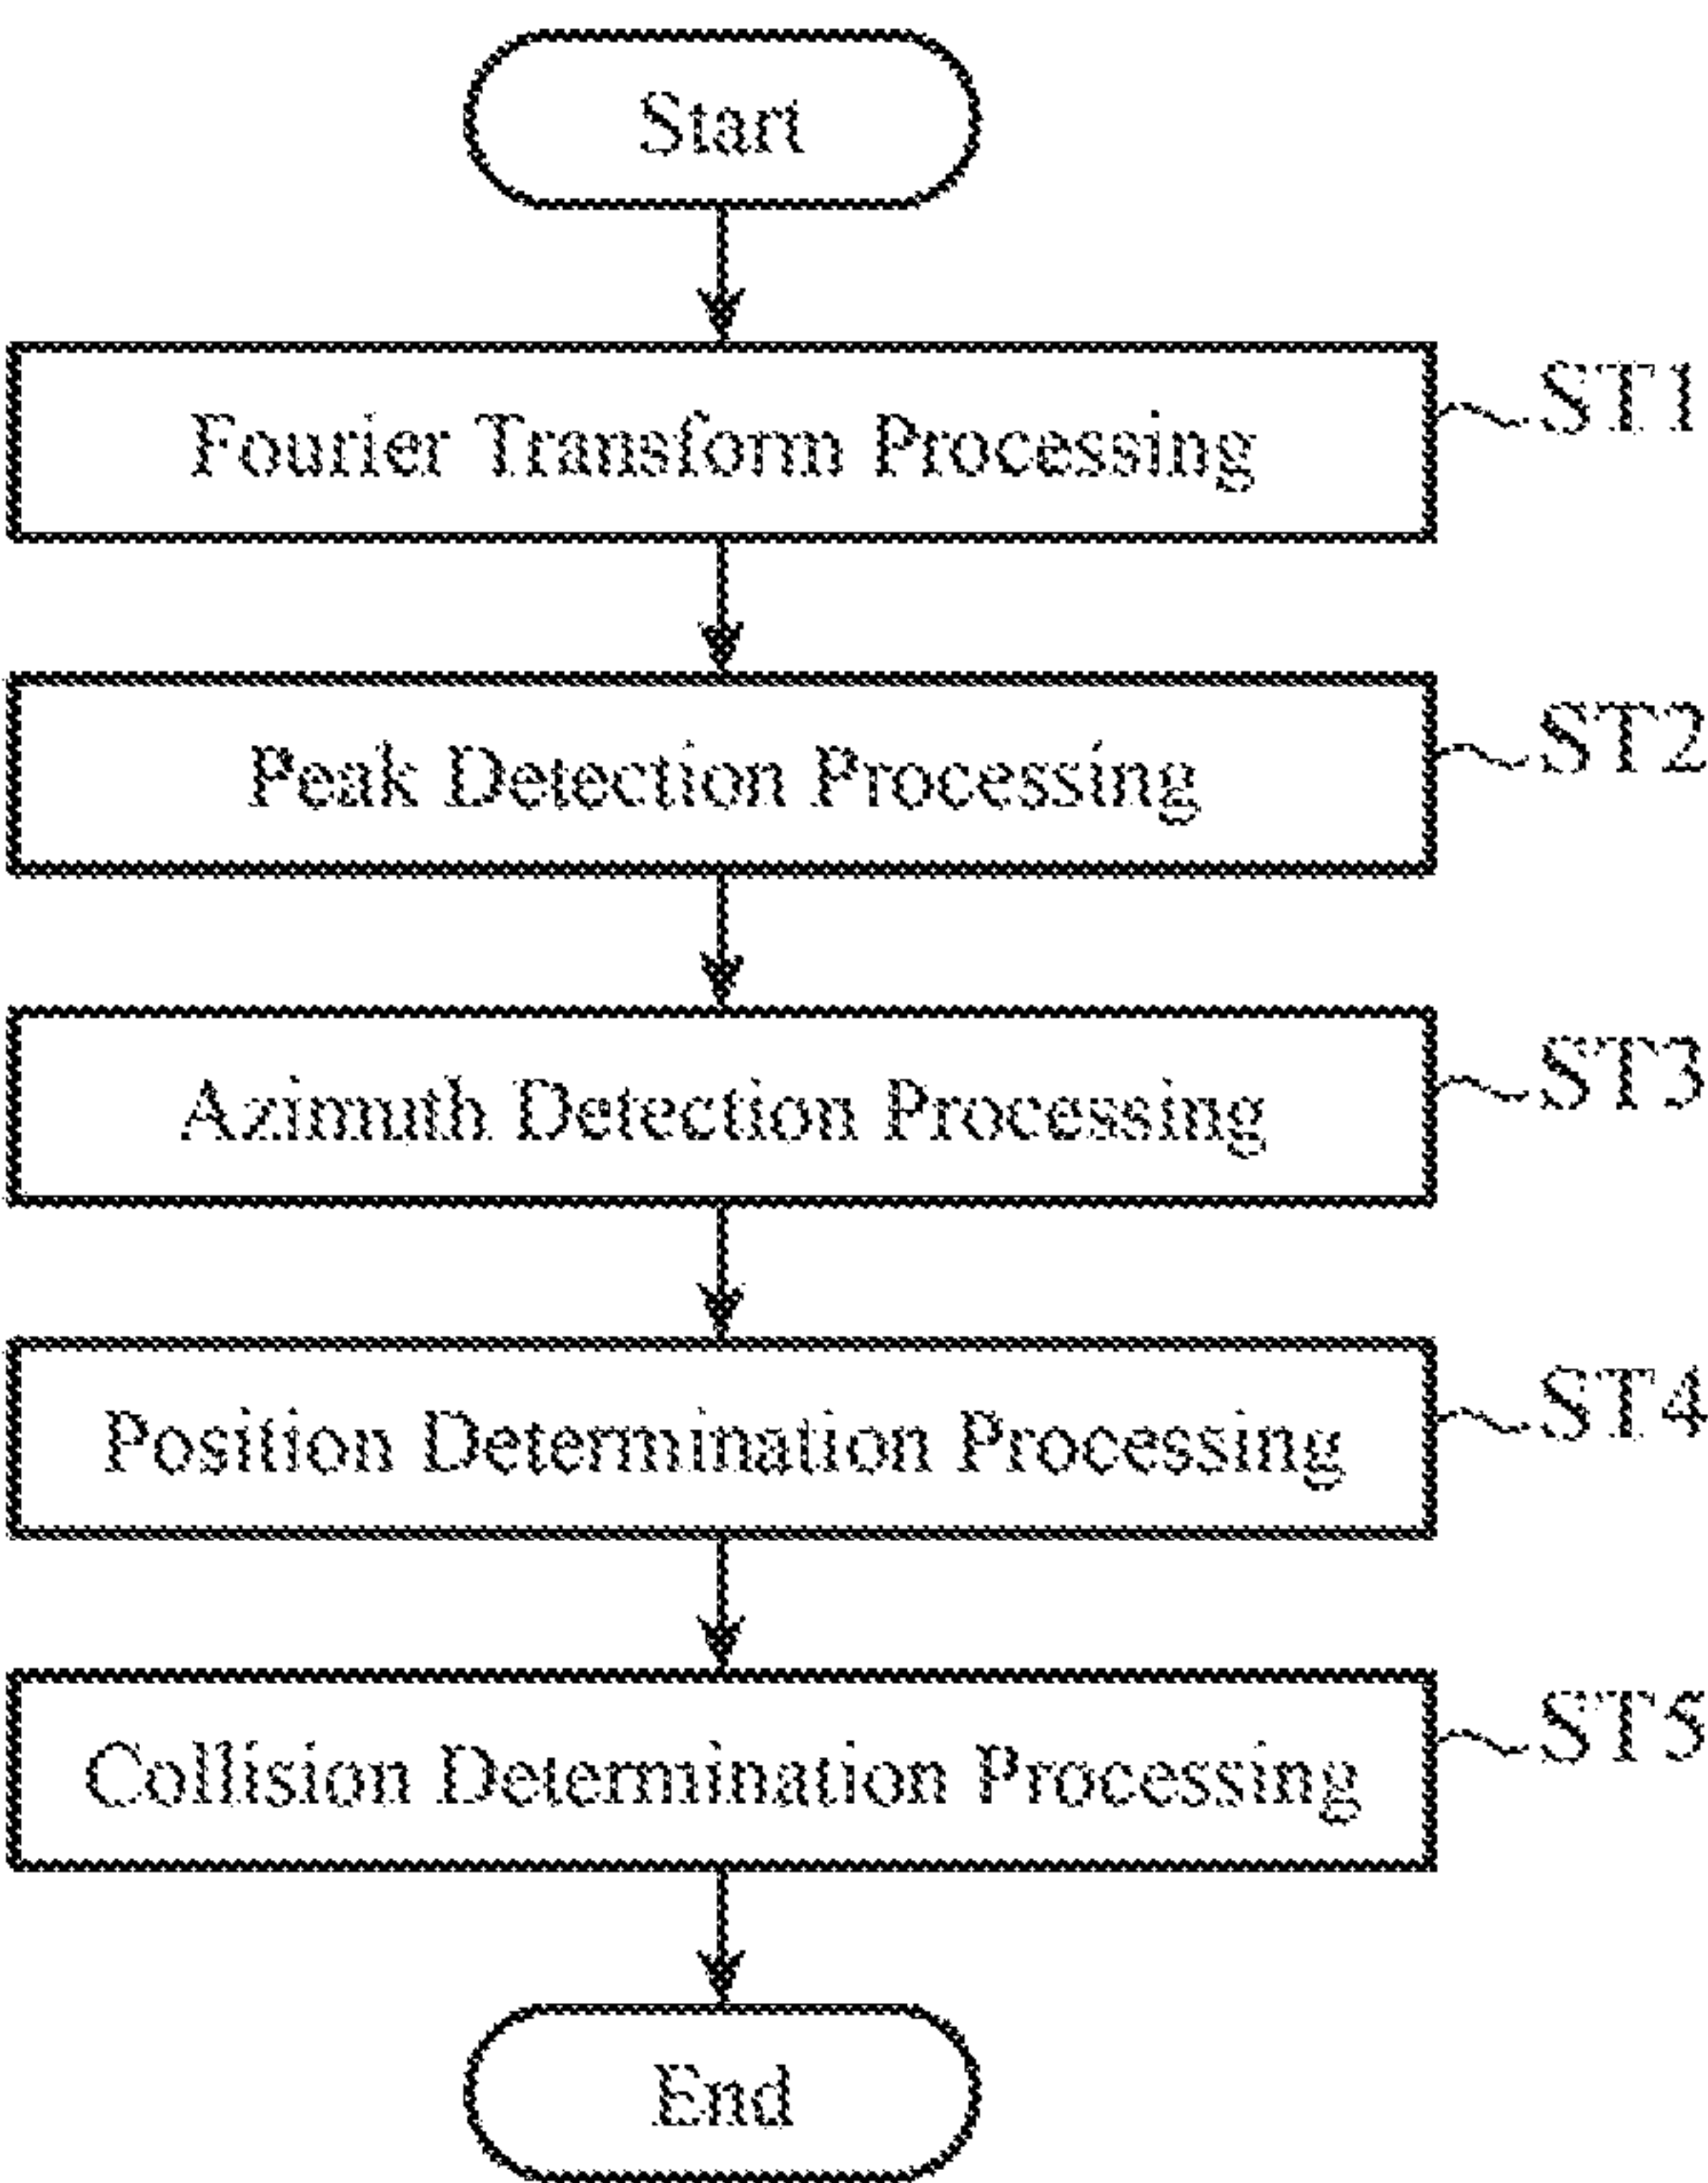 Start
Fourier Transform Processing
ST1
Peak Detection Processing
ST2
Azimuth Detection Processing
ST3
Position Determination Processing
ST4
Collision Determination Processing
ST5
End